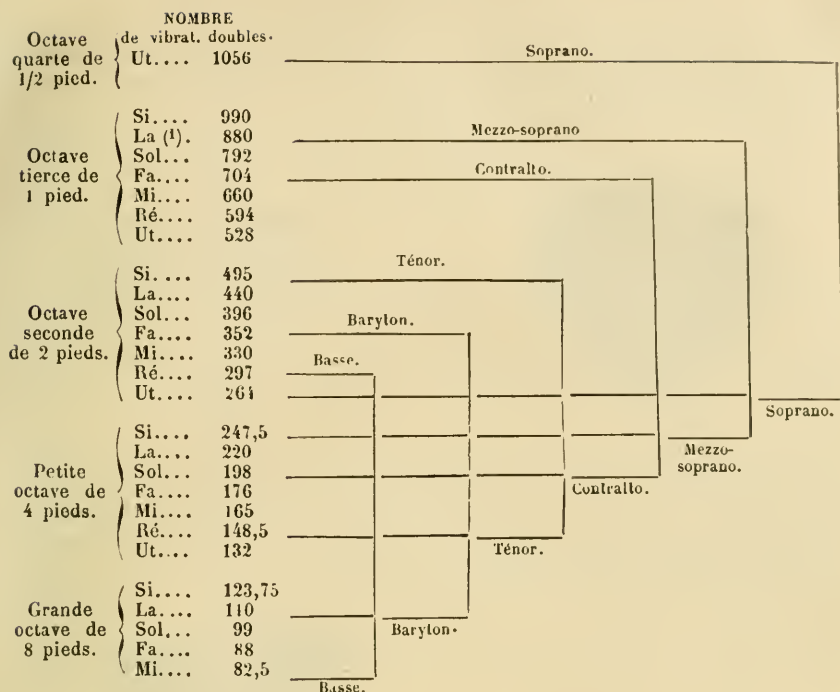 NOMBRE
de vibrat. doubles.
Octave
quarte de
1/2 pied.
Ut.... 1056
Soprano.
Octave
tierce de
1 pied.
Si.... 990
La (1). 880
Mezzo-soprano
Sol... 792
Fa.... 704
Contralto.
Mi.... 660
Ré.... 594
Ut.... 528
Octave
seconde
de 2 pieds.
Si.... 495
Ténor.
La.... 440
Sol... 396
Fa.... 352
Baryton.
Mi.... 330
Ré.... 297
Basse.
Ut.... 264
Soprano.
Petite
octave de
4 pieds.
Si.... 247,5
Mezzo-
soprano.
La.... 220
Sol... 198
Contralto.
Fa.... 176
Mi.... 165
Ré.... 148,5
Ténor.
Ut.... 132
Grande
octave de
8 pieds.
Si.... 123,75
La.... 110
Baryton.
Sol... 99
Fa.... 88
Mi.... 82,5
Basse.